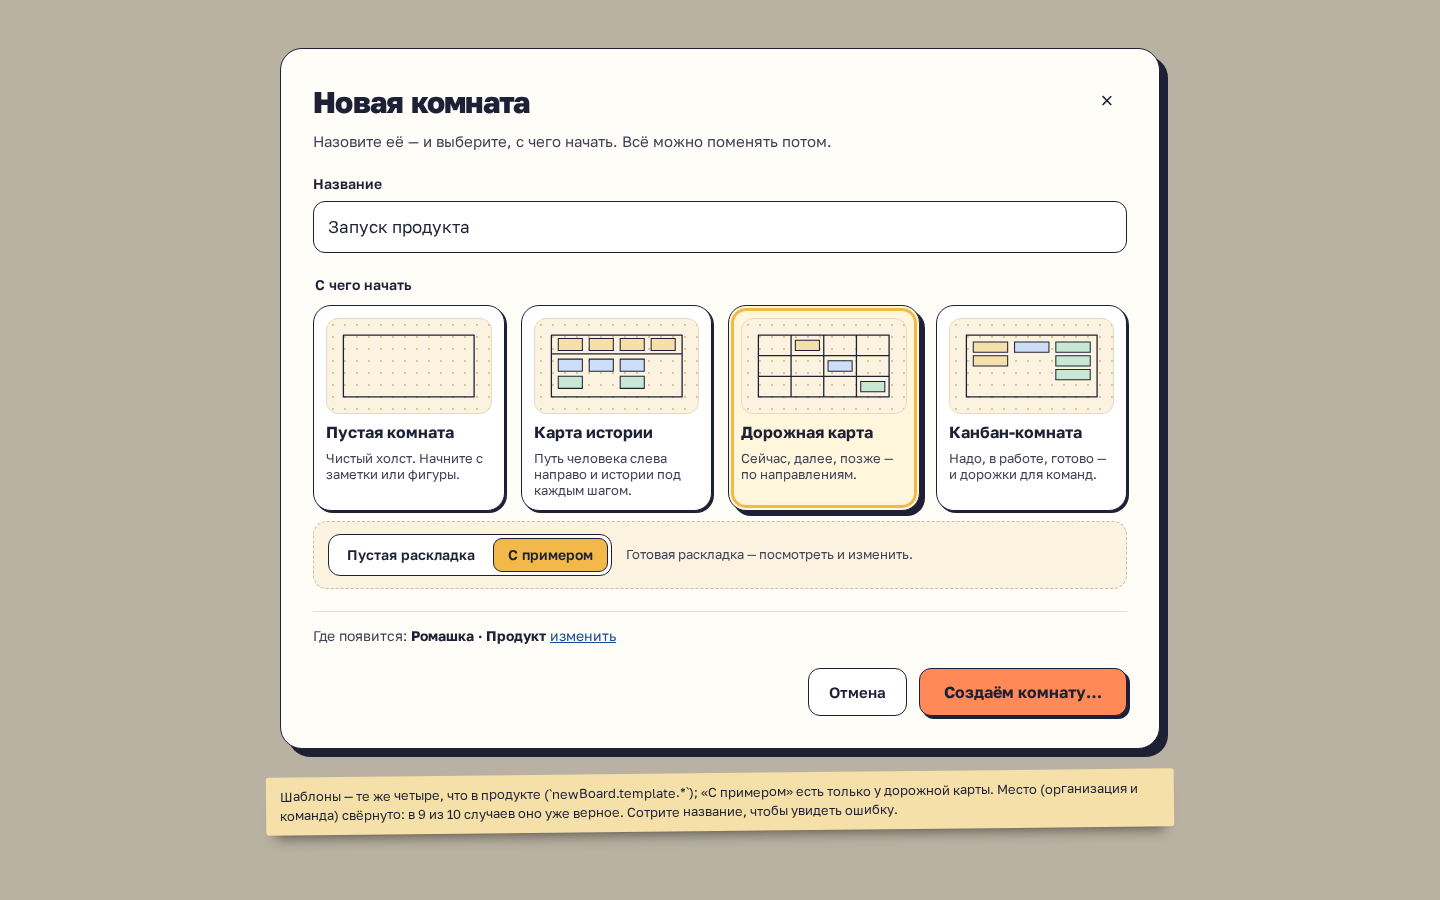 Новая комната
×
Назовите её — и выберите, с чего начать. Всё можно поменять потом.
Название
Запуск продукта
С чего начать
Пустая комната
Чистый холст. Начните с
заметки или фигуры.
Карта истории
Путь человека слева
направо и истории под
каждым шагом.
Дорожная карта
Сейчас, далее, позже —
по направлениям.
Канбан-комната
Надо, в работе, готово —
и дорожки для команд.
Пустая раскладка
С примером
Готовая раскладка — посмотреть и изменить.
Где появится: Ромашка · Продукт изменить
Отмена
Создаём комнату…
Шаблоны — те же четыре, что в продукте (`newBoard.template.*`); «С примером» есть только у дорожной карты. Место (организация и
команда) свёрнуто: в 9 из 10 случаев оно уже верное. Сотрите название, чтобы увидеть ошибку.